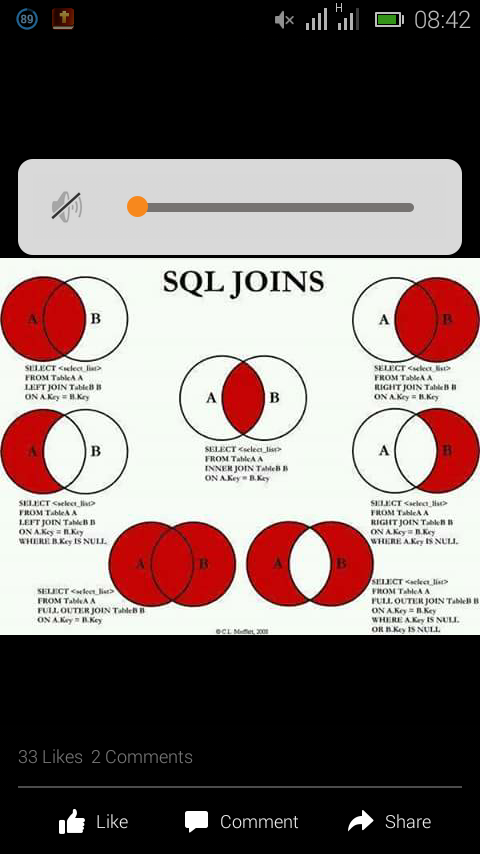 89
H
08:42
SQL JOINS
A B
SELECT <select_list>
FROM TableA A
LEFT JOIN TableB B
ON A.Key = B.Key
A B
SELECT <select_list>
FROM TableA A
RIGHT JOIN TableB B
ON A.Key = B.Key
A B
SELECT <select_list>
FROM TableA A
INNER JOIN TableB B
ON A.Key = B.Key
A B
SELECT <select_list>
FROM TableA A
LEFT JOIN TableB B
ON A.Key = B.Key
WHERE B.Key IS NULL
A B
SELECT <select_list>
FROM TableA A
RIGHT JOIN TableB B
ON A.Key = B.Key
WHERE A.Key IS NULL
A B
SELECT <select_list>
FROM TableA A
FULL OUTER JOIN TableB B
ON A.Key = B.Key
A B
SELECT <select_list>
FROM TableA A
FULL OUTER JOIN TableB B
ON A.Key = B.Key
WHERE A.Key IS NULL
OR B.Key IS NULL
© C.L. Moffatt, 2008
33 Likes 2 Comments
Like Comment Share